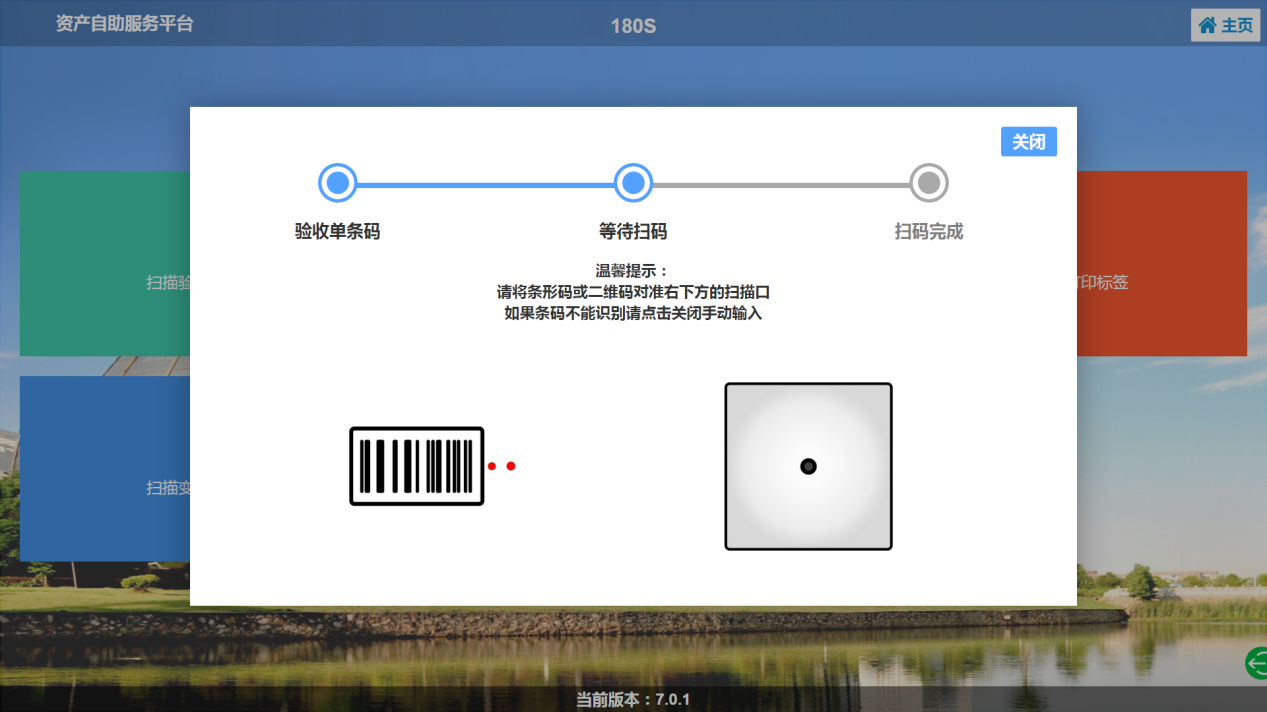 资产自助服务平台
180S
主页
关闭
验收单条码
等待扫码
扫码完成
温馨提示：
请将条形码或二维码对准右下方的扫描口
如果条码不能识别请点击关闭手动输入
扫描验
印标签
扫描变
当前版本：7.0.1